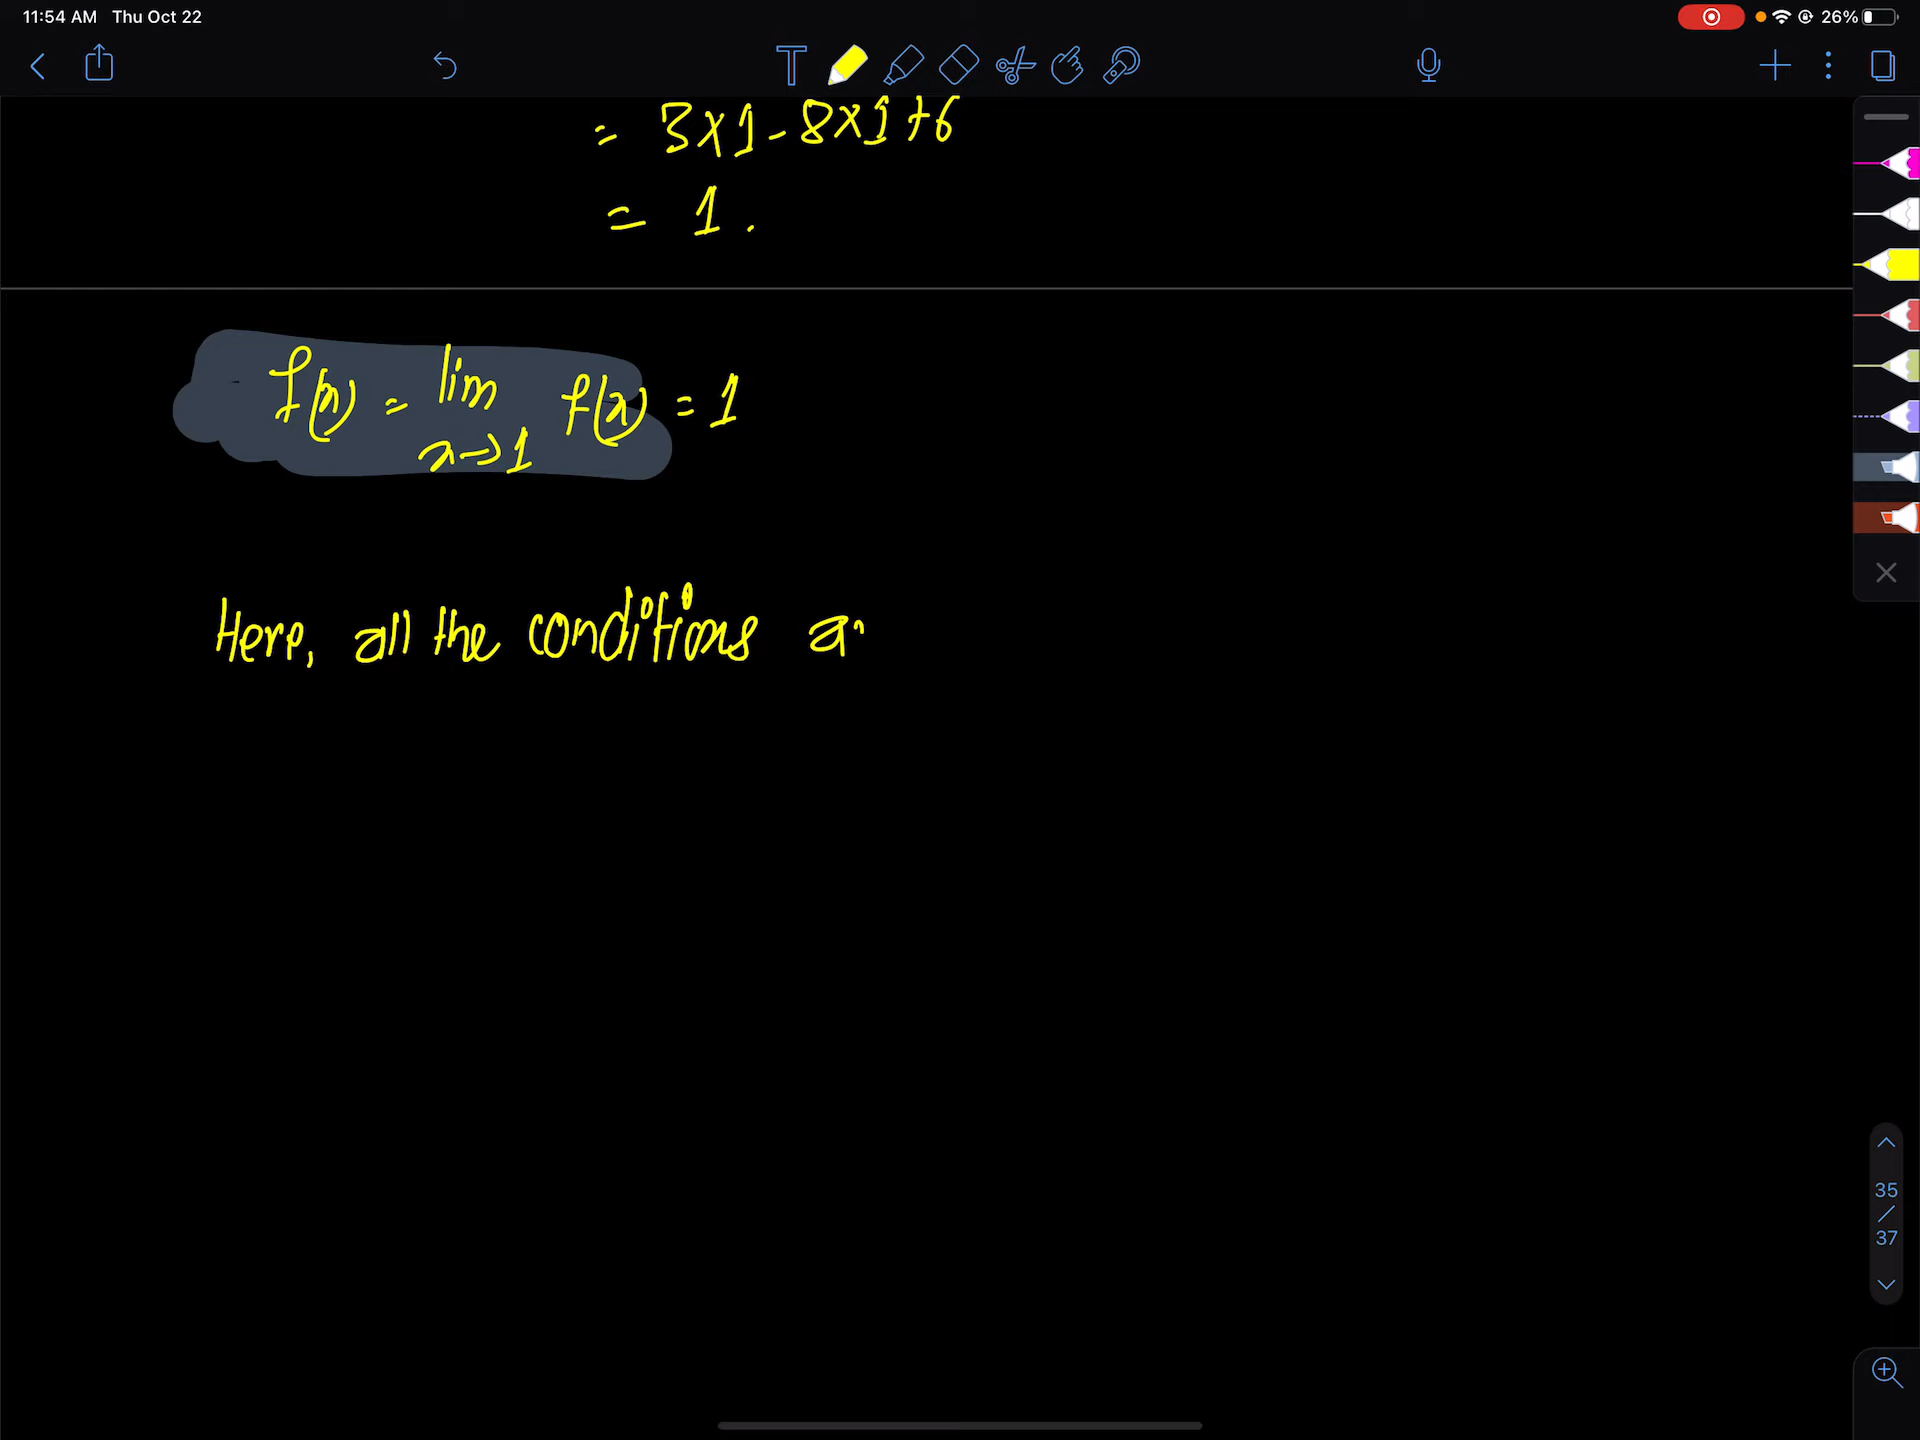 11:54 AM Thu Oct 22
26%
= 3x1-8x1+6
= 1.
f(x) = lim f(x) = 1
x→1
Here, all the conditions ar
35
/
37